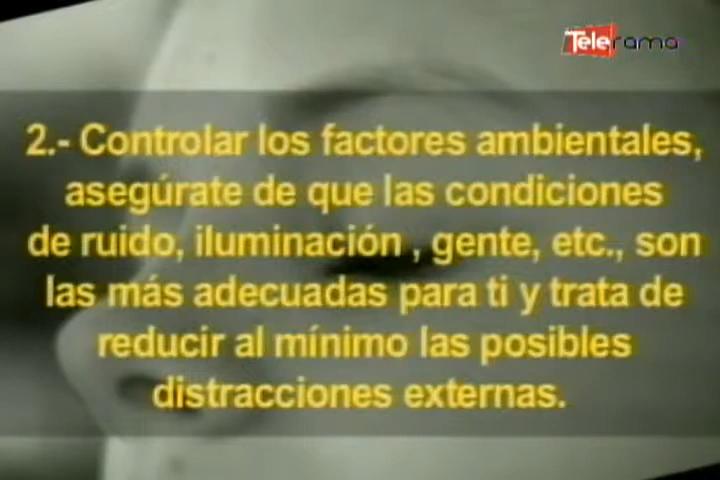 Telerama
2.- Controlar los factores ambientales,
asegúrate de que las condiciones
de ruido, iluminación , gente, etc., son
las más adecuadas para ti y trata de
reducir al mínimo las posibles
distracciones externas.